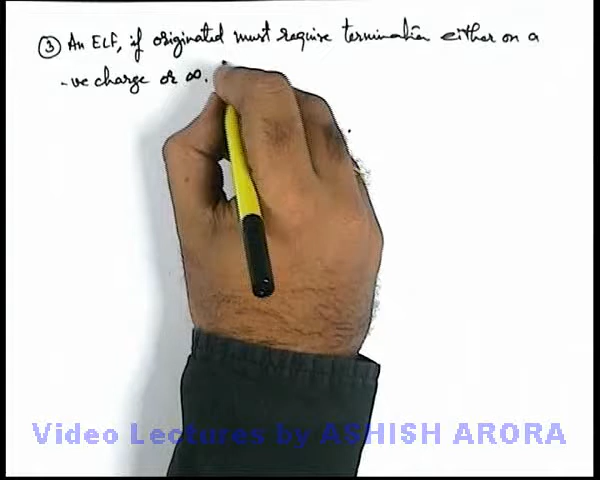 ③ An ELF, if originated must require termination either on a
-ve charge or ∞.
Video Lectures by ASHISH ARORA